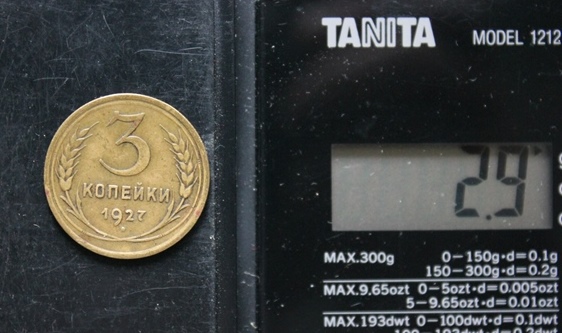 3
КОПЕЙКИ
1927
TANITA
MODEL 1212
2.9
MAX.300g 0-150g·d=0.1g
150-300g·d=0.2g
MAX.9.65ozt 0-5ozt·d=0.005ozt
5-9.65ozt·d=0.01ozt
MAX.193dwt 0-100dwt·d=0.1dwt